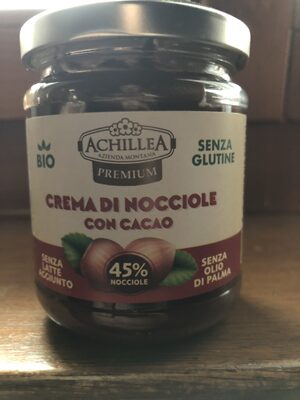 ACHILLEA
AZIENDA MONTANA
PREMIUM
BIO
SENZA
GLUTINE
CREMA DI NOCCIOLE
CON CACAO
SENZA
LATTE
AGGIUNTO
45%
NOCCIOLE
SENZA
OLIO
DI PALMA